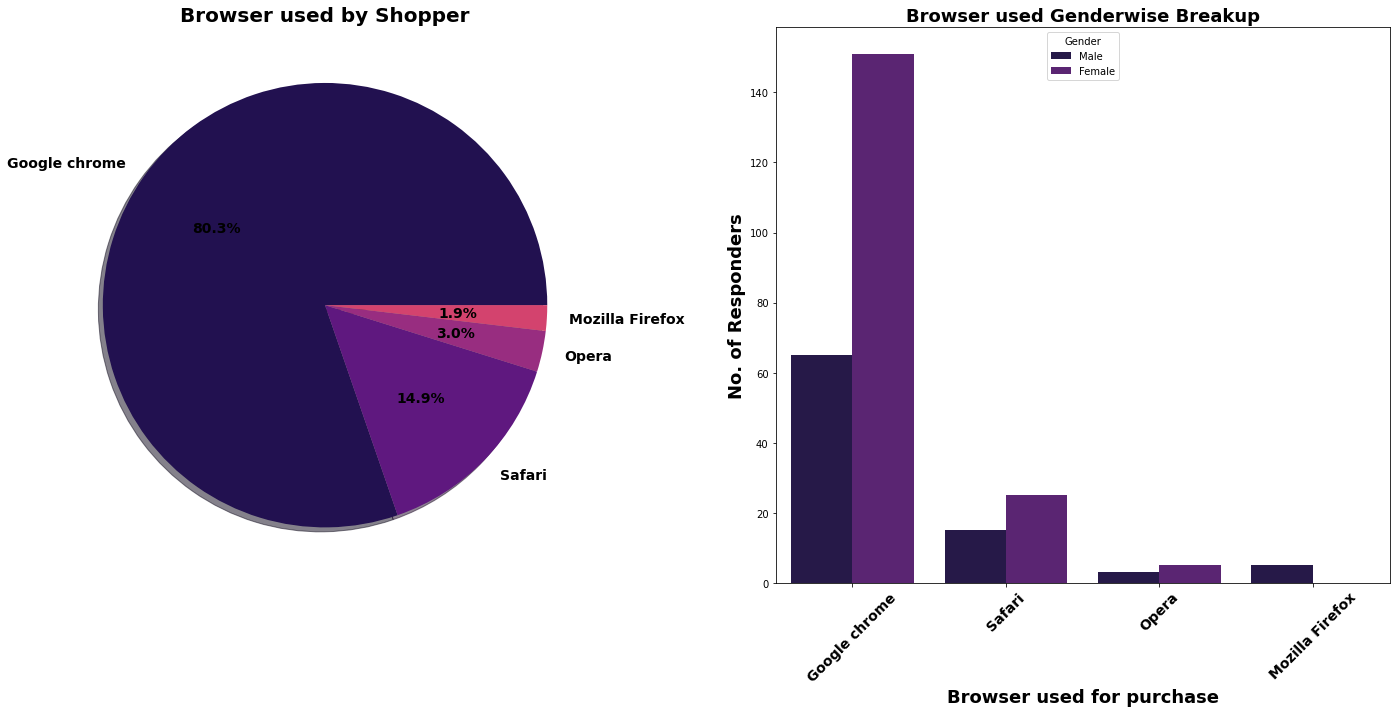 Browser used by Shopper
Google chrome
80.3%
1.9%
Mozilla Firefox
3.0%
Opera
14.9%
Safari
Browser used Genderwise Breakup
Gender
Male
Female
No. of Responders
140
120
100
80
60
40
20
0
Google chrome
Safari
Opera
Mozilla Firefox
Browser used for purchase